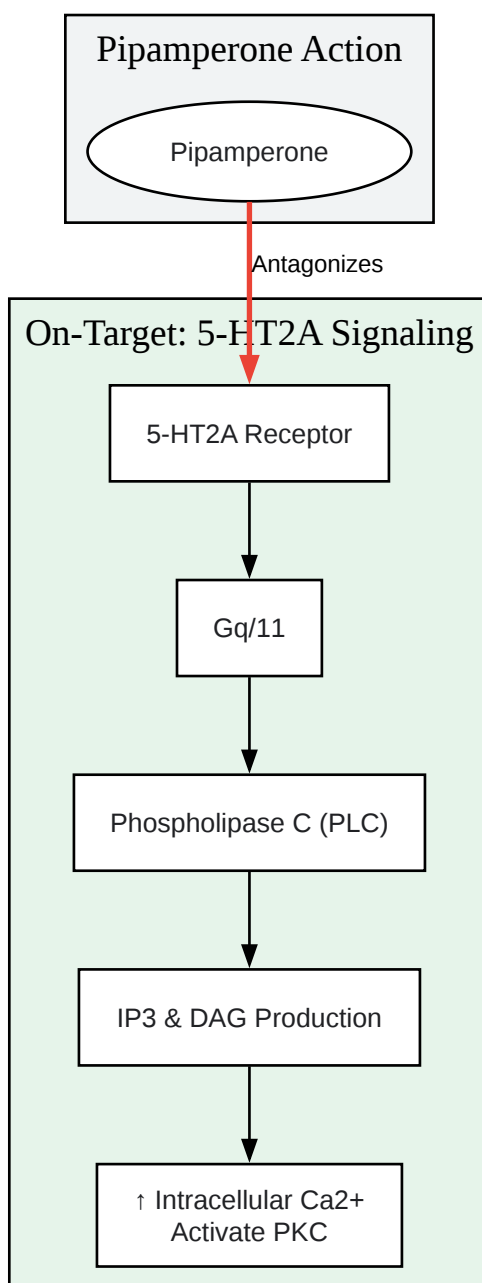 Pipamperone Action
Pipamperone
Antagonizes
On-Target: 5-HT2A Signaling
5-HT2A Receptor
Gq/11
Phospholipase C (PLC)
IP3 & DAG Production
↑ Intracellular Ca2+
Activate PKC